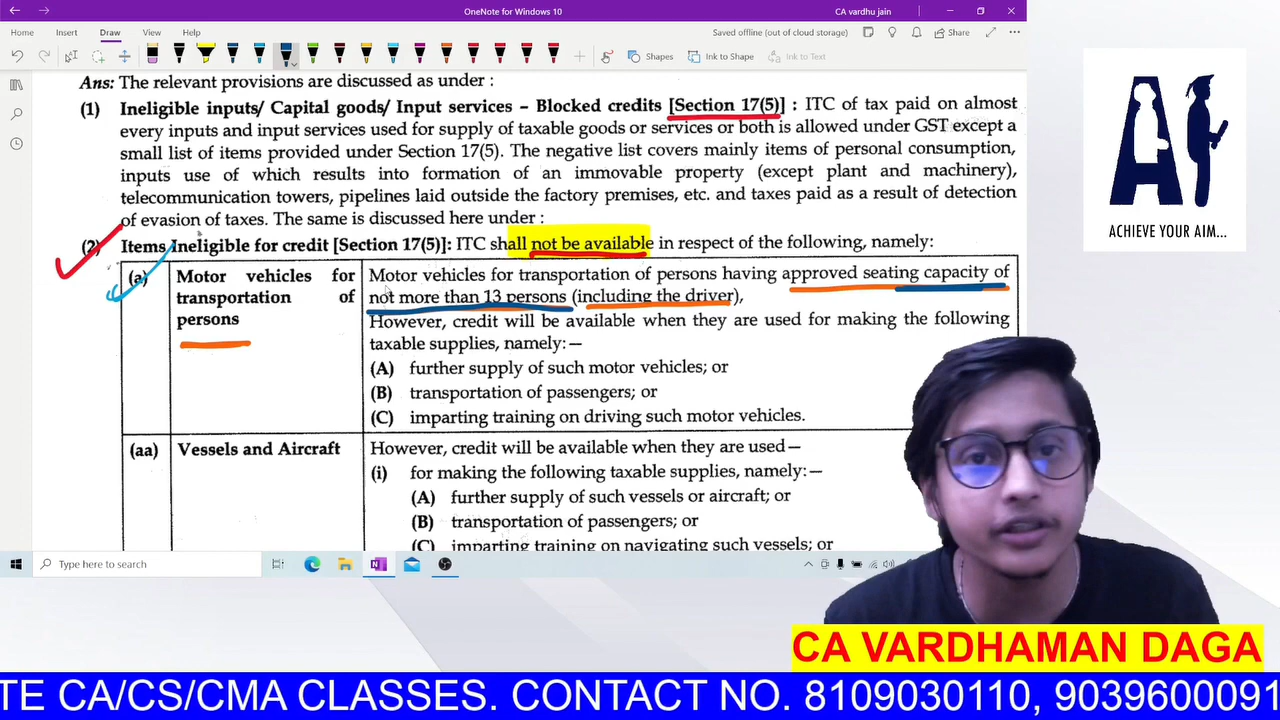 OneNote for Windows 10
CA vardhu jain
Home Insert Draw View Help
Saved offline (out of cloud storage) Share
Shapes Ink to Shape Ink to Text
Ans: The relevant provisions are discussed as under :
(1) Ineligible inputs/ Capital goods/ Input services – Blocked credits [Section 17(5)] : ITC of tax paid on almost
every inputs and input services used for supply of taxable goods or services or both is allowed under GST except a
small list of items provided under Section 17(5). The negative list covers mainly items of personal consumption,
inputs use of which results into formation of an immovable property (except plant and machinery),
telecommunication towers, pipelines laid outside the factory premises, etc. and taxes paid as a result of detection
of evasion of taxes. The same is discussed here under :
(2) Items Ineligible for credit [Section 17(5)]: ITC shall not be available in respect of the following, namely:
(a) Motor vehicles for
transportation of
persons
Motor vehicles for transportation of persons having approved seating capacity of
not more than 13 persons (including the driver),
However, credit will be available when they are used for making the following
taxable supplies, namely:—
(A) further supply of such motor vehicles; or
(B) transportation of passengers; or
(C) imparting training on driving such motor vehicles.
(aa) Vessels and Aircraft
However, credit will be available when they are used—
(i) for making the following taxable supplies, namely:—
(A) further supply of such vessels or aircraft; or
(B) transportation of passengers; or
(C) imparting training on navigating such vessels; or
Type here to search
ACHIEVE YOUR AIM...
CA VARDHAMAN DAGA
TE CA/CS/CMA CLASSES. CONTACT NO. 8109030110, 9039600091